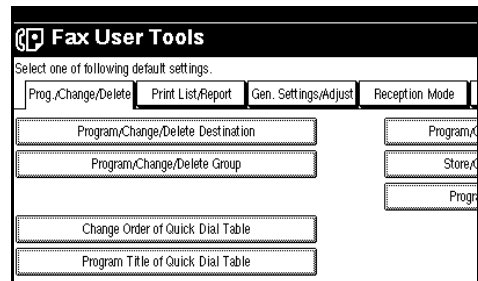 Fax User Tools
Select one of following default settings.
Prog./Change/Delete Print List/Report Gen. Settings/Adjust Reception Mode
Program/Change/Delete Destination
Program/Change/Delete Group
Store/
Change Order of Quick Dial Table
Program Title of Quick Dial Table